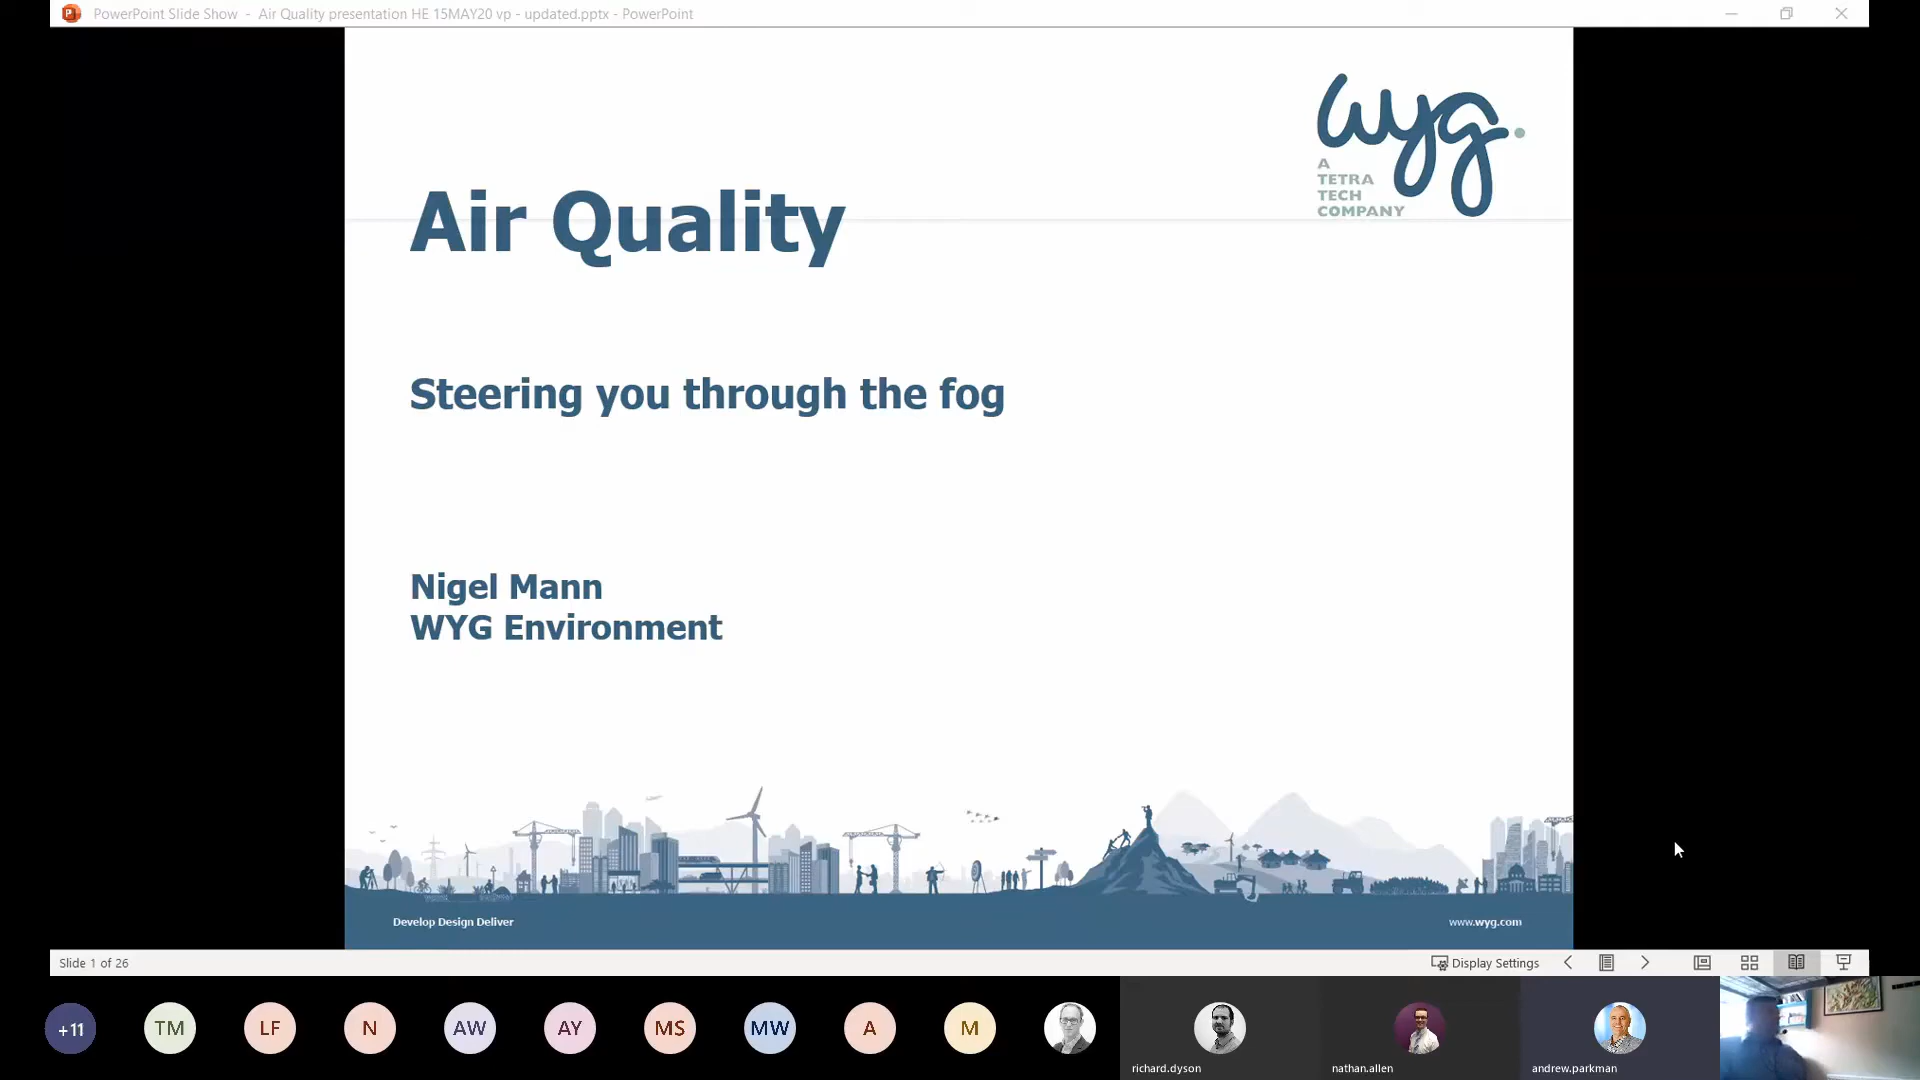 PowerPoint Slide Show - Air Quality presentation HE 15MAY20 vp - updated.pptx - PowerPoint
wyg.
A
TETRA
TECH
COMPANY
Air Quality
Steering you through the fog
Nigel Mann
WYG Environment
Develop Design Deliver
www.wyg.com
Slide 1 of 26
Display Settings
+11
TM
LF
N
AW
AY
MS
MW
A
M
richard.dyson
nathan.allen
andrew.parkman